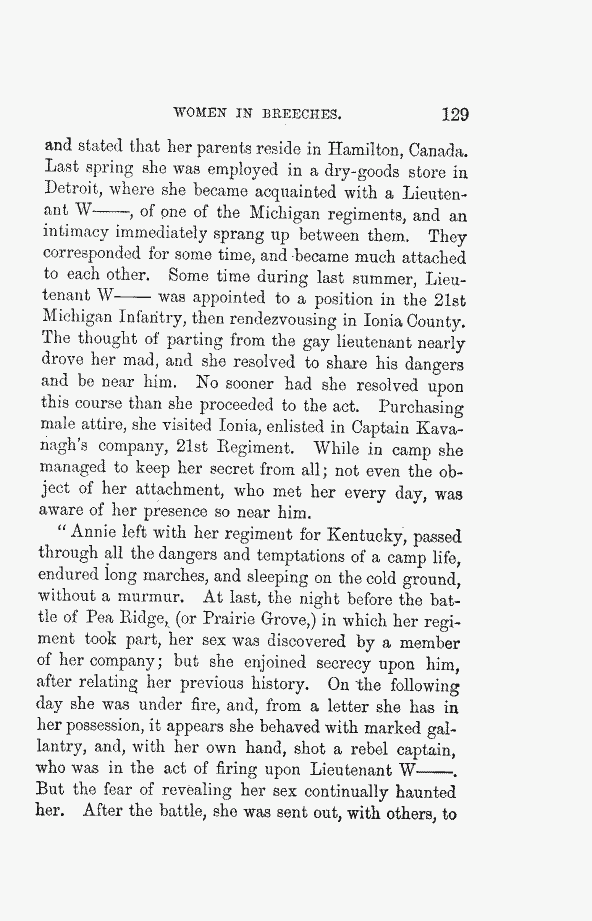 WOMEN IN BREECHES. 129
and stated that her parents reside in Hamilton, Canada.
Last spring she was employed in a dry-goods store in
Detroit, where she became acquainted with a Lieuten-
ant W——, of one of the Michigan regiments, and an
intimacy immediately sprang up between them. They
corresponded for some time, and became much attached
to each other. Some time during last summer, Lieu-
tenant W—— was appointed to a position in the 21st
Michigan Infantry, then rendezvousing in Ionia County.
The thought of parting from the gay lieutenant nearly
drove her mad, and she resolved to share his dangers
and be near him. No sooner had she resolved upon
this course than she proceeded to the act. Purchasing
male attire, she visited Ionia, enlisted in Captain Kava-
nagh's company, 21st Regiment. While in camp she
managed to keep her secret from all; not even the ob-
ject of her attachment, who met her every day, was
aware of her presence so near him.
"Annie left with her regiment for Kentucky, passed
through all the dangers and temptations of a camp life,
endured long marches, and sleeping on the cold ground,
without a murmur. At last, the night before the bat-
tle of Pea Ridge, (or Prairie Grove,) in which her regi-
ment took part, her sex was discovered by a member
of her company; but she enjoined secrecy upon him,
after relating her previous history. On the following
day she was under fire, and, from a letter she has in
her possession, it appears she behaved with marked gal-
lantry, and, with her own hand, shot a rebel captain,
who was in the act of firing upon Lieutenant W——.
But the fear of revealing her sex continually haunted
her. After the battle, she was sent out, with others, to